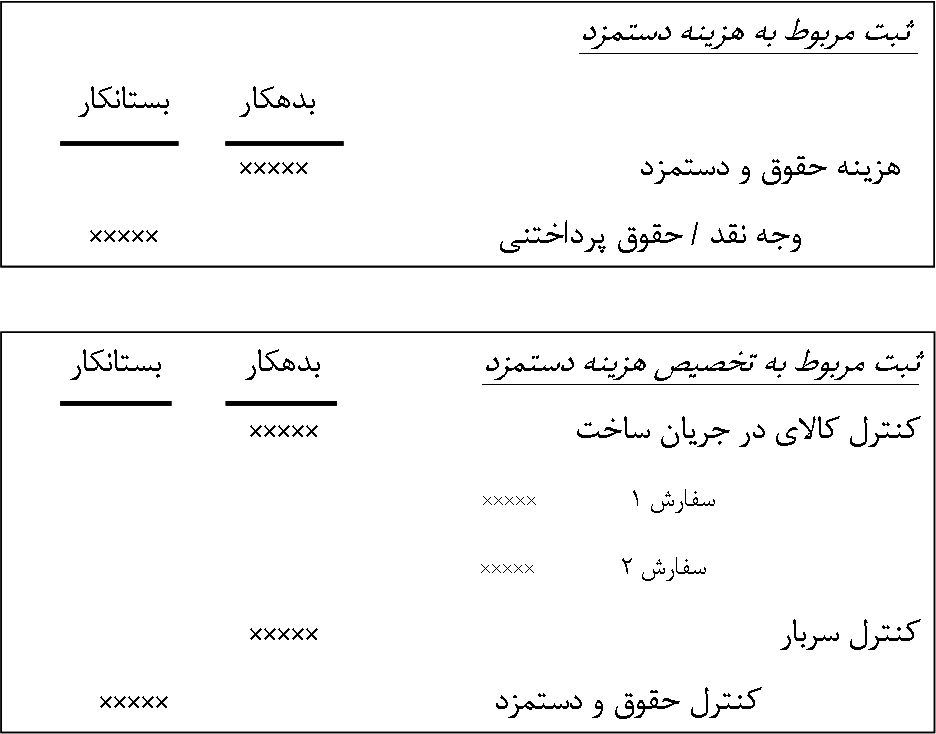 ثبت مربوط به هزینه دستمزد
بدهکار بستانکار
هزینه حقوق و دستمزد ×××××
وجه نقد / حقوق پرداختنی ×××××
ثبت مربوط به تخصیص هزینه دستمزد بدهکار بستانکار
کنترل کالای در جریان ساخت ×××××
سفارش ۱ ×××××
سفارش ۲ ×××××
کنترل سربار ×××××
کنترل حقوق و دستمزد ×××××